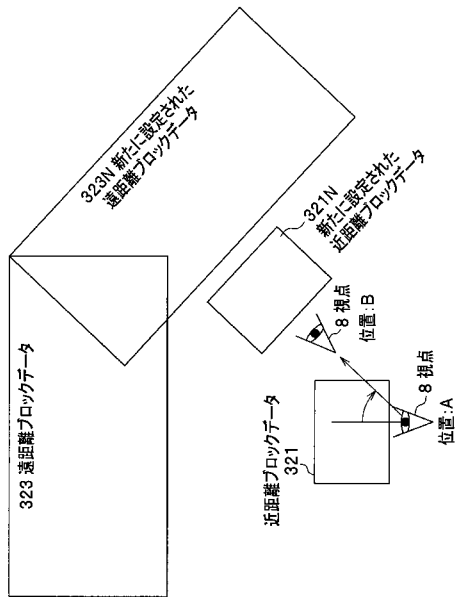 323 遠距離ブロックデータ
323N 新たに設定された
遠距離ブロックデータ
321N
新たに設定された
近距離ブロックデータ
近距離ブロックデータ
321
8 視点
位置:B
8 視点
位置:A